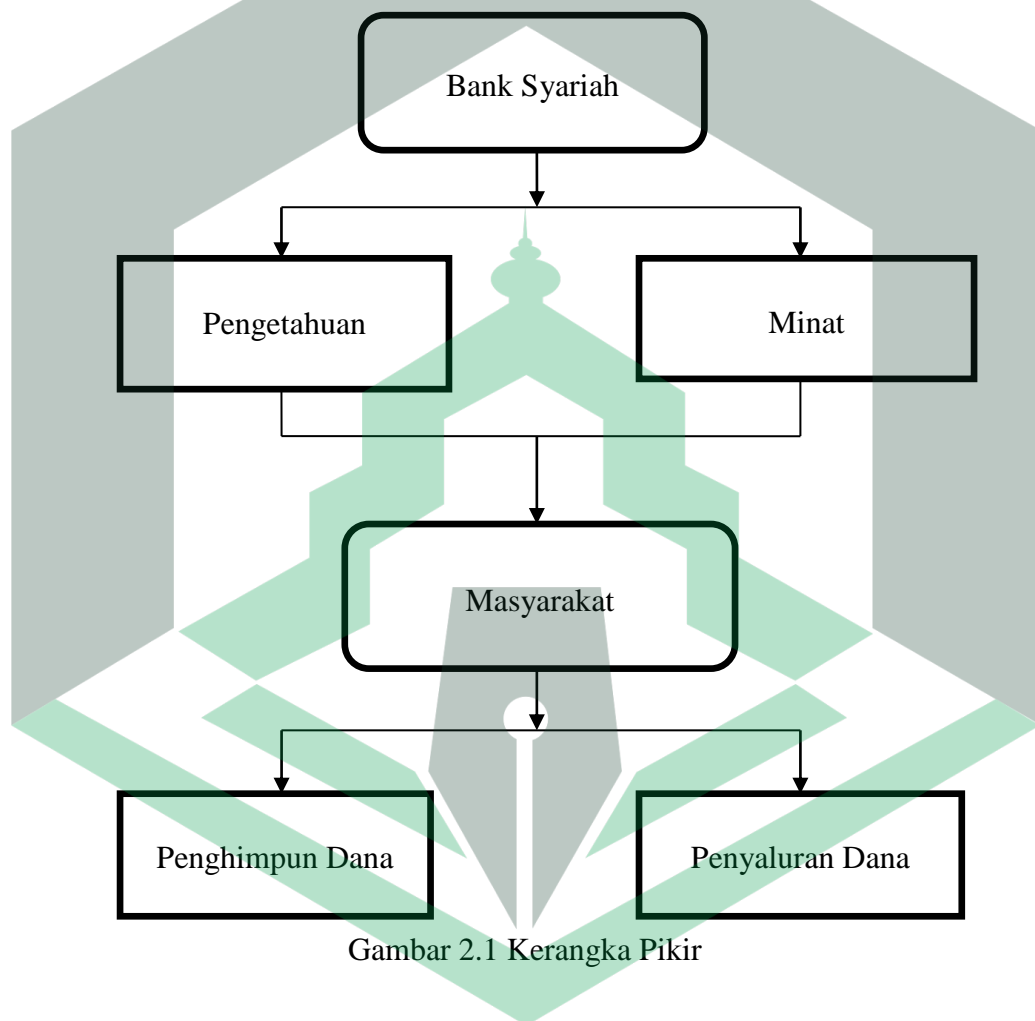 Bank Syariah
Pengetahuan
Minat
Masyarakat
Penghimpun Dana
Penyaluran Dana
Gambar 2.1 Kerangka Pikir